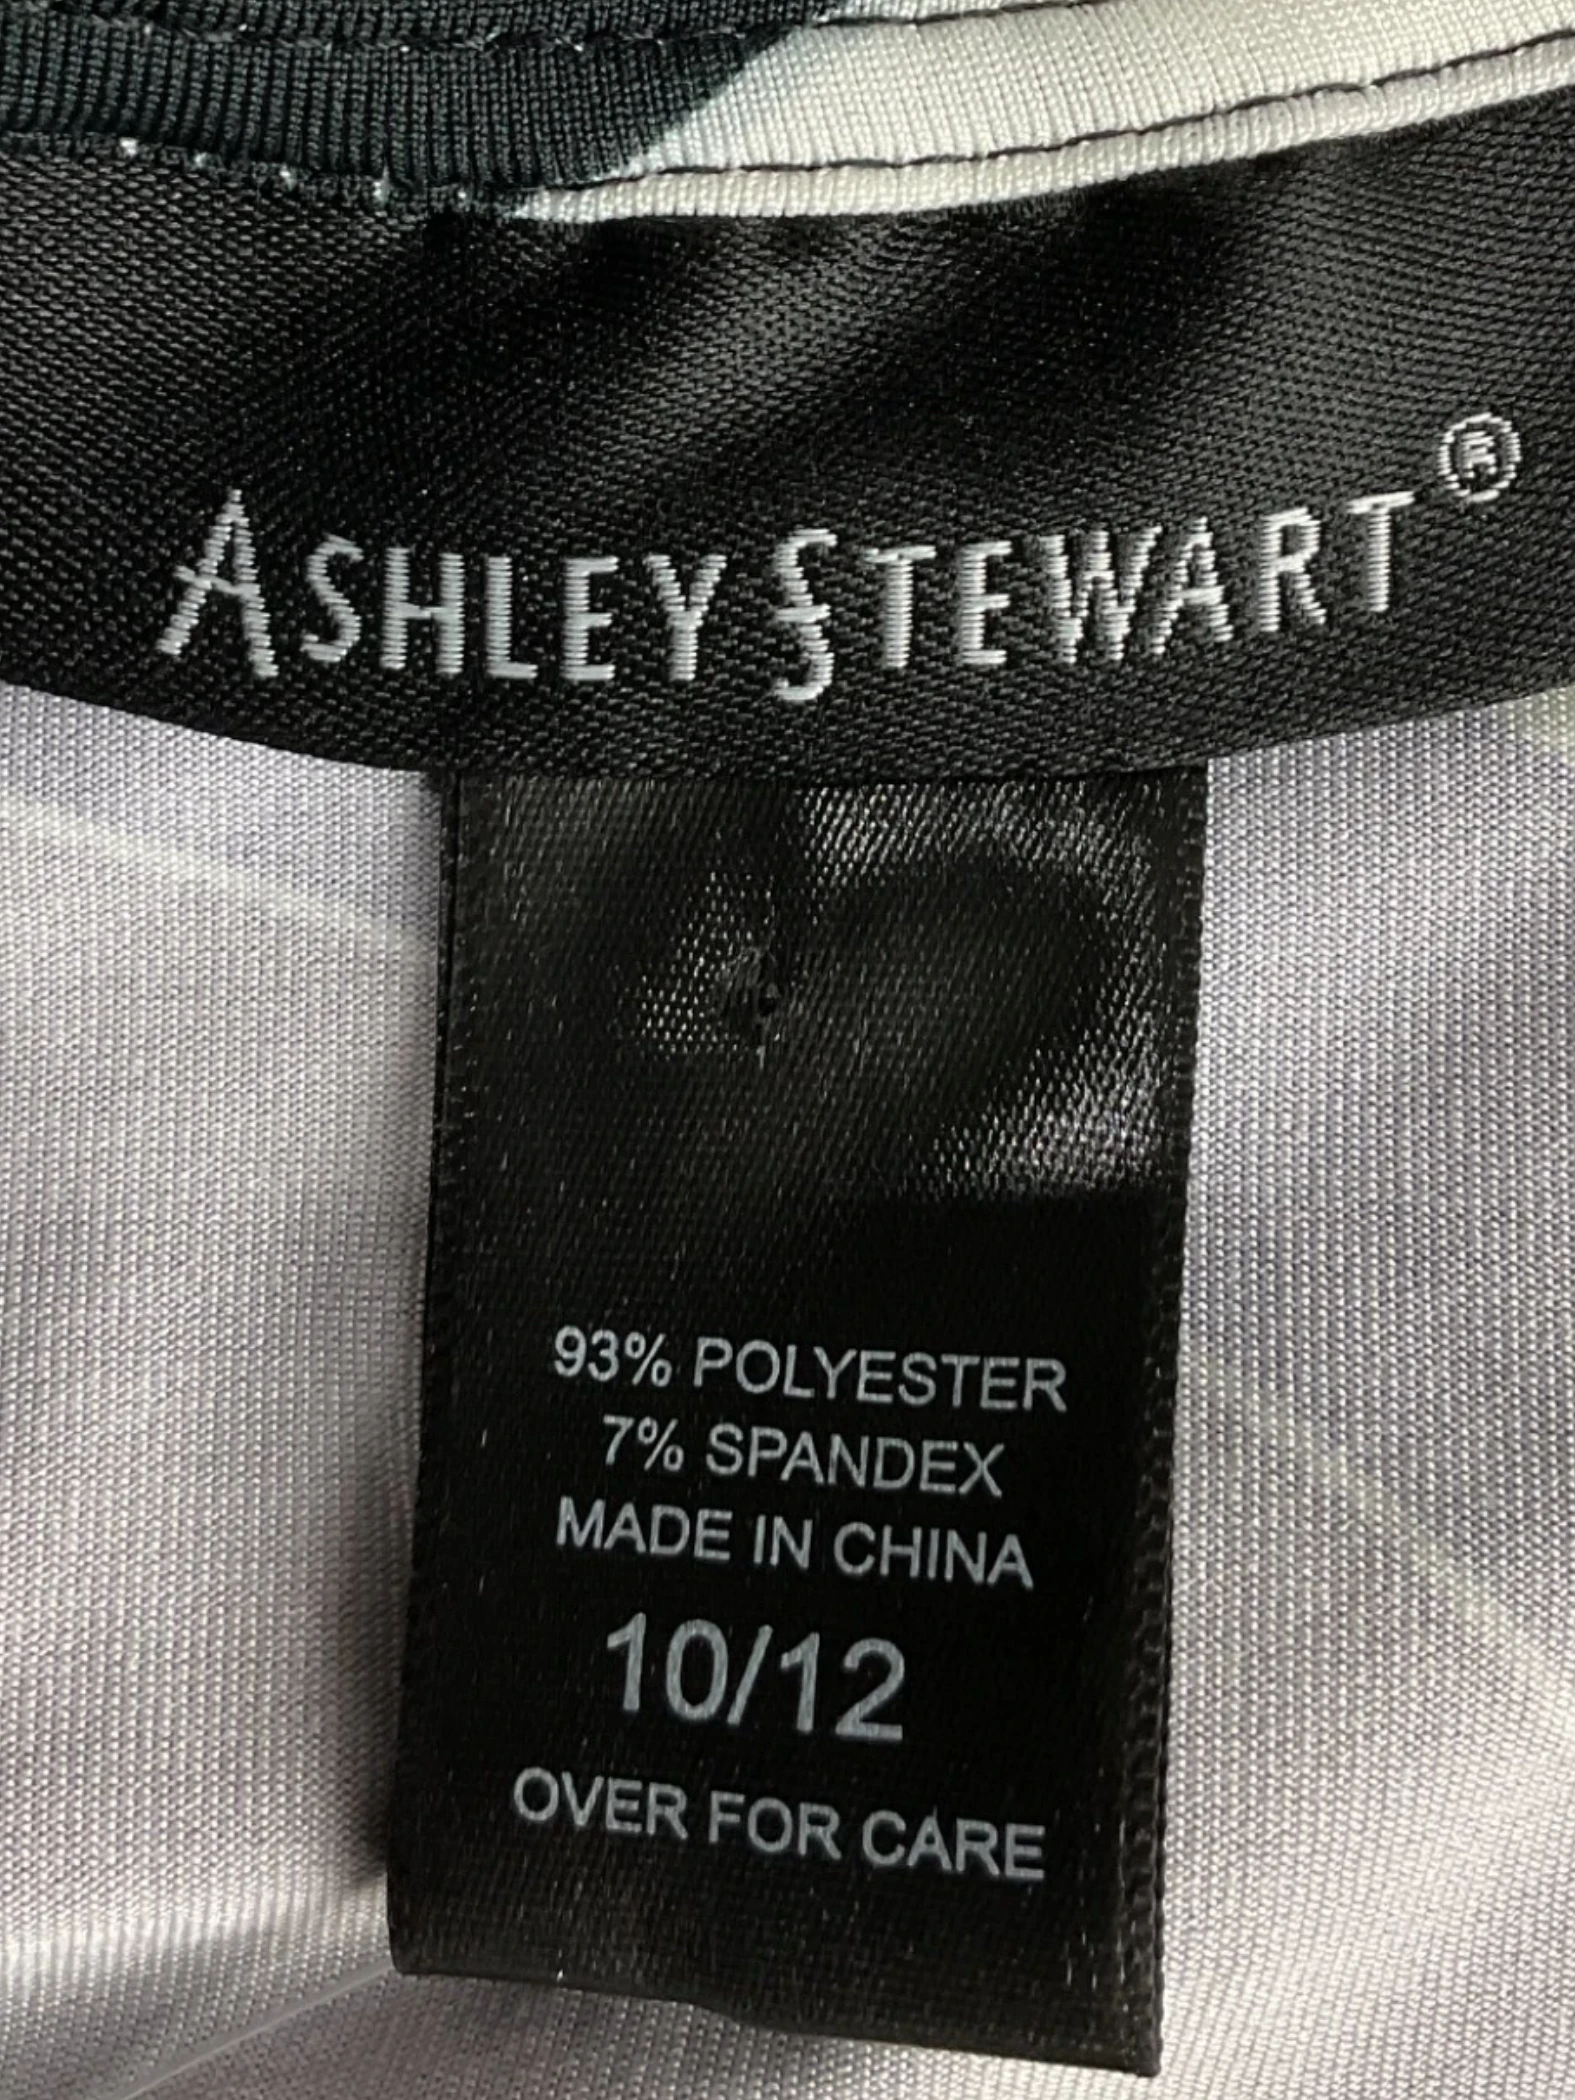 ASHLEY STEWART®
93% POLYESTER
7% SPANDEX
MADE IN CHINA
10/12
OVER FOR CARE